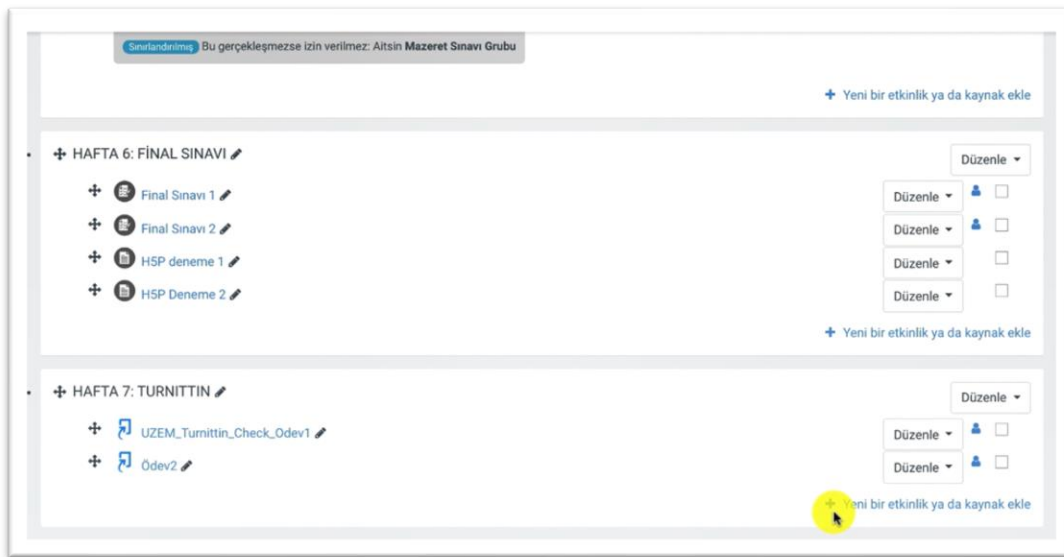 Sınırlandırılmış Bu gerçekleşmezse izin verilmez: Aitsin Mazeret Sınavı Grubu
Yeni bir etkinlik ya da kaynak ekle
HAFTA 6: FİNAL SINAVI
Düzenle
Final Sınavı 1
Düzenle
Final Sınavı 2
Düzenle
H5P deneme 1
Düzenle
H5P Deneme 2
Düzenle
Yeni bir etkinlik ya da kaynak ekle
HAFTA 7: TURNITTIN
Düzenle
UZEM_Turnittin_Check_Odev1
Düzenle
Ödev2
Düzenle
Yeni bir etkinlik ya da kaynak ekle